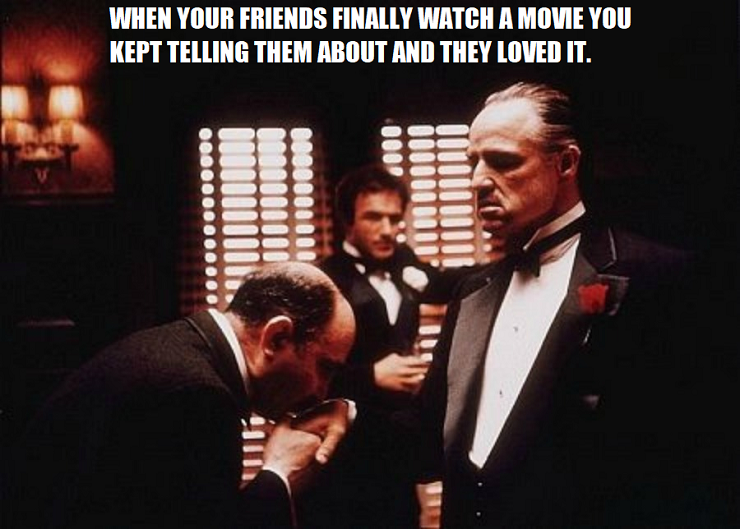 WHEN YOUR FRIENDS FINALLY WATCH A MOVIE YOU
KEPT TELLING THEM ABOUT AND THEY LOVED IT.